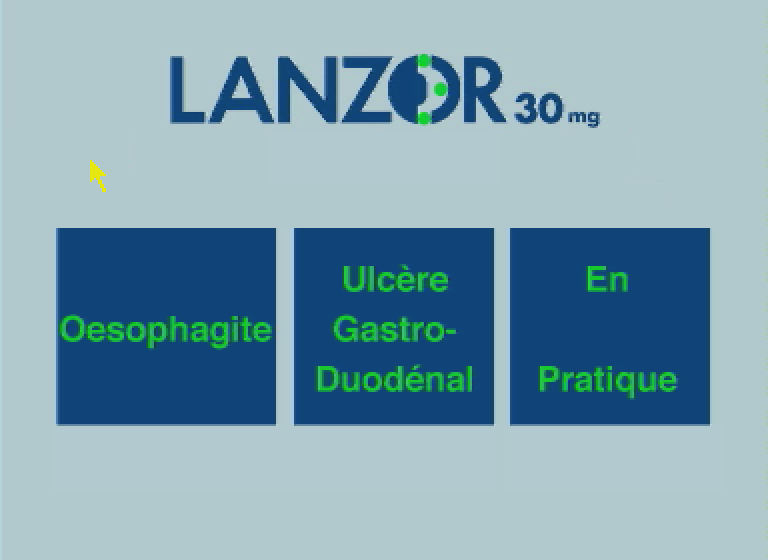 LANZOR 30 mg
Oesophagite
Ulcère
Gastro-
Duodénal
En
Pratique